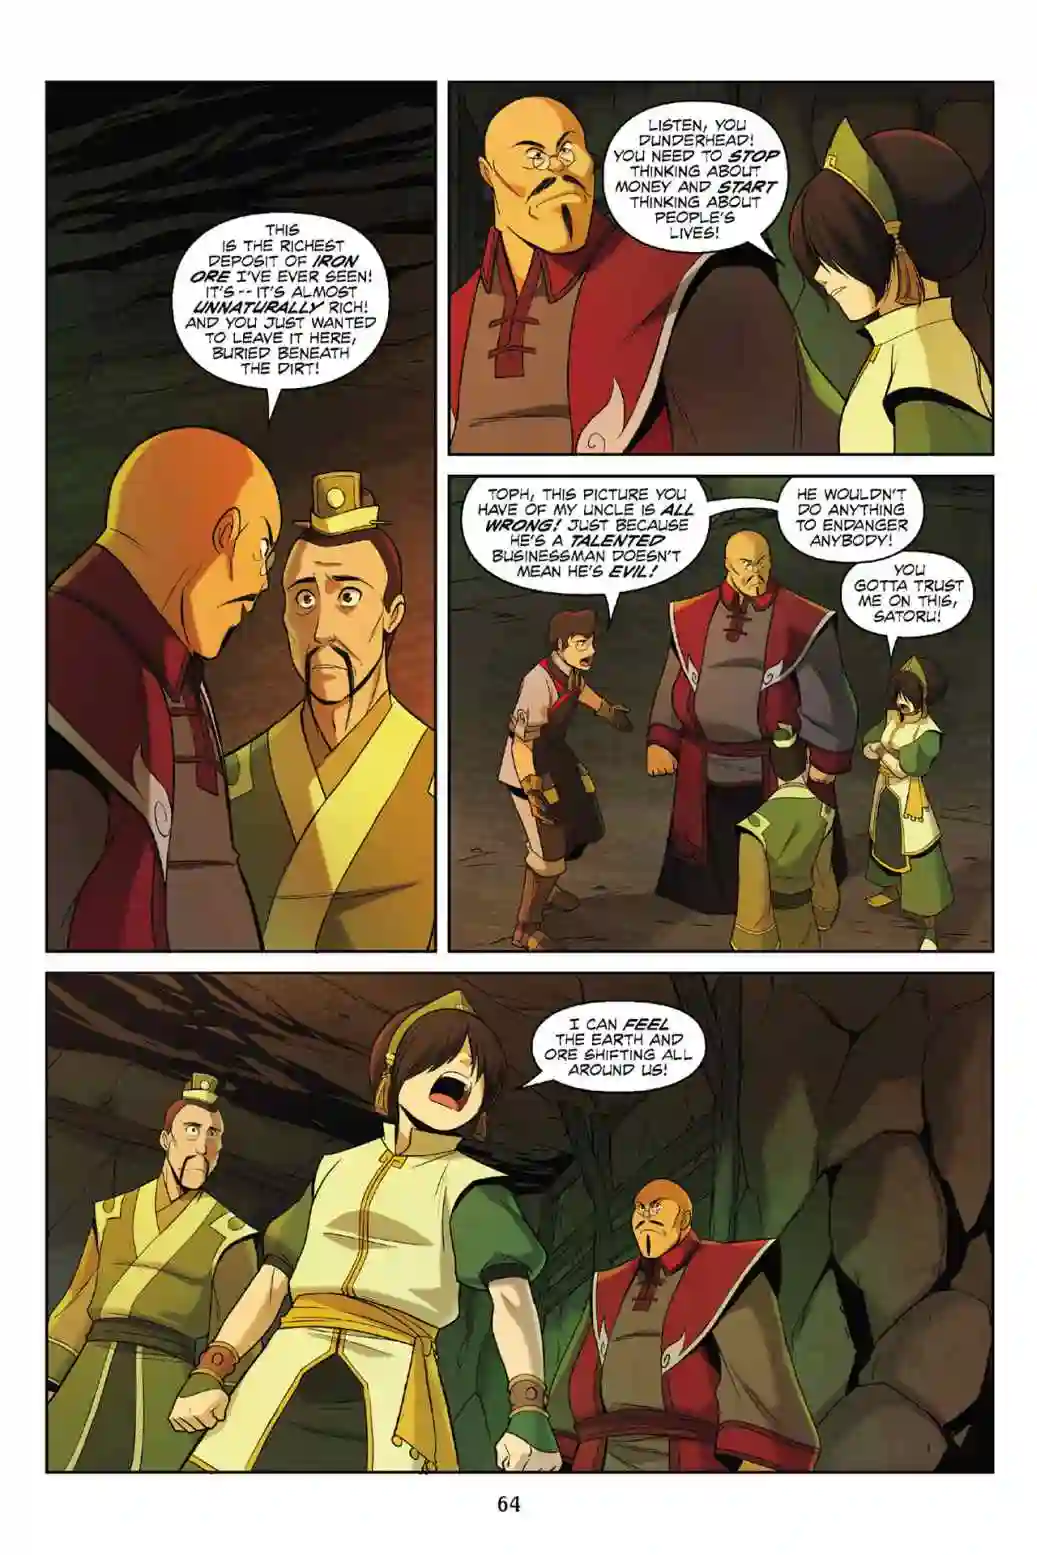 THIS
IS THE RICHEST
DEPOSIT OF IRON
ORE I'VE EVER SEEN!
IT'S -- IT'S ALMOST
UNNATURALLY RICH!
AND YOU JUST WANTED
TO LEAVE IT HERE,
BURIED BENEATH
THE DIRT!
LISTEN, YOU
DUNDERHEAD!
YOU NEED TO STOP
THINKING ABOUT
MONEY AND START
THINKING ABOUT
PEOPLE'S
LIVES!
TOPH, THIS PICTURE YOU
HAVE OF MY UNCLE IS ALL
WRONG! JUST BECAUSE
HE'S A TALENTED
BUSINESSMAN DOESN'T
MEAN HE'S EVIL!
HE WOULDN'T
DO ANYTHING
TO ENDANGER
ANYBODY!
YOU
GOTTA TRUST
ME ON THIS,
SATORU!
I CAN FEEL
THE EARTH AND
ORE SHIFTING ALL
AROUND US!
64